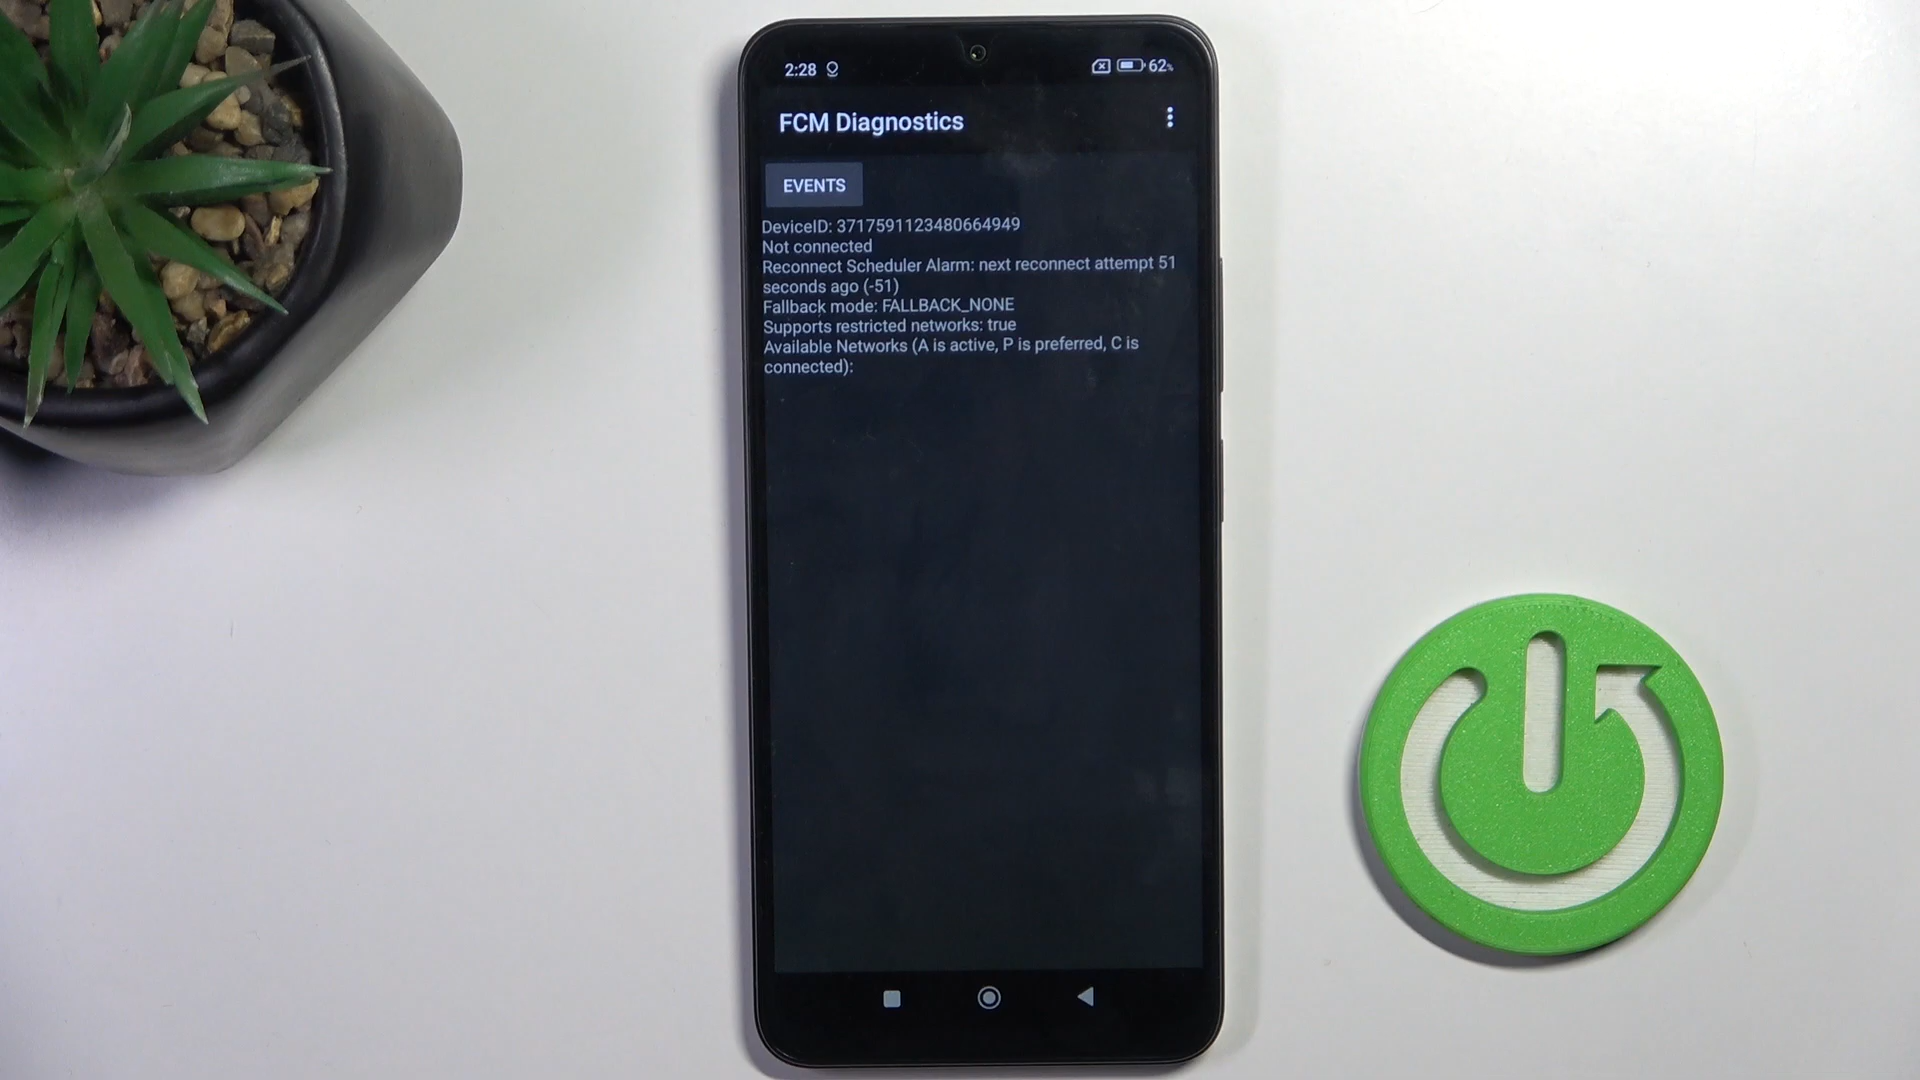 2:28
62%
FCM Diagnostics
EVENTS
DeviceID: 3717591123480664949
Not connected
Reconnect Scheduler Alarm: next reconnect attempt 51
seconds ago (-51)
Fallback mode: FALLBACK_NONE
Supports restricted networks: true
Available Networks (A is active, P is preferred, C is
connected):